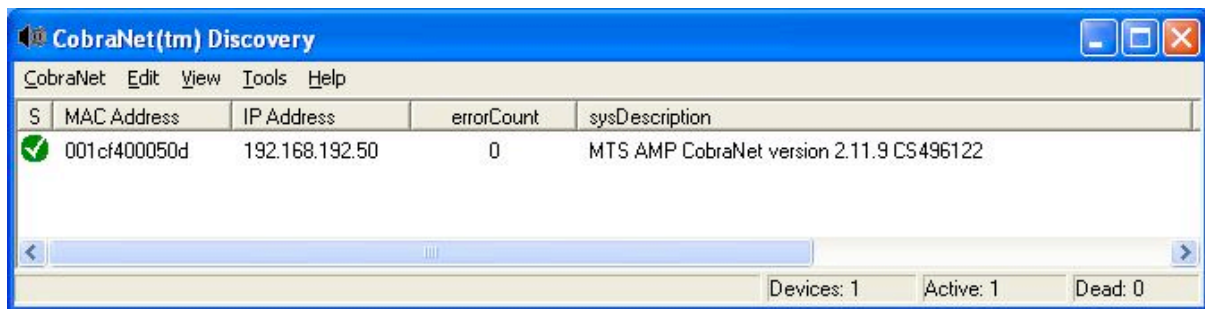 CobraNet(tm) Discovery
CobraNet Edit View Tools Help
S MAC Address IP Address errorCount sysDescription
001cf400050d 192.168.192.50 0 MTS AMP CobraNet version 2.11.9 CS496122
Devices: 1 Active: 1 Dead: 0